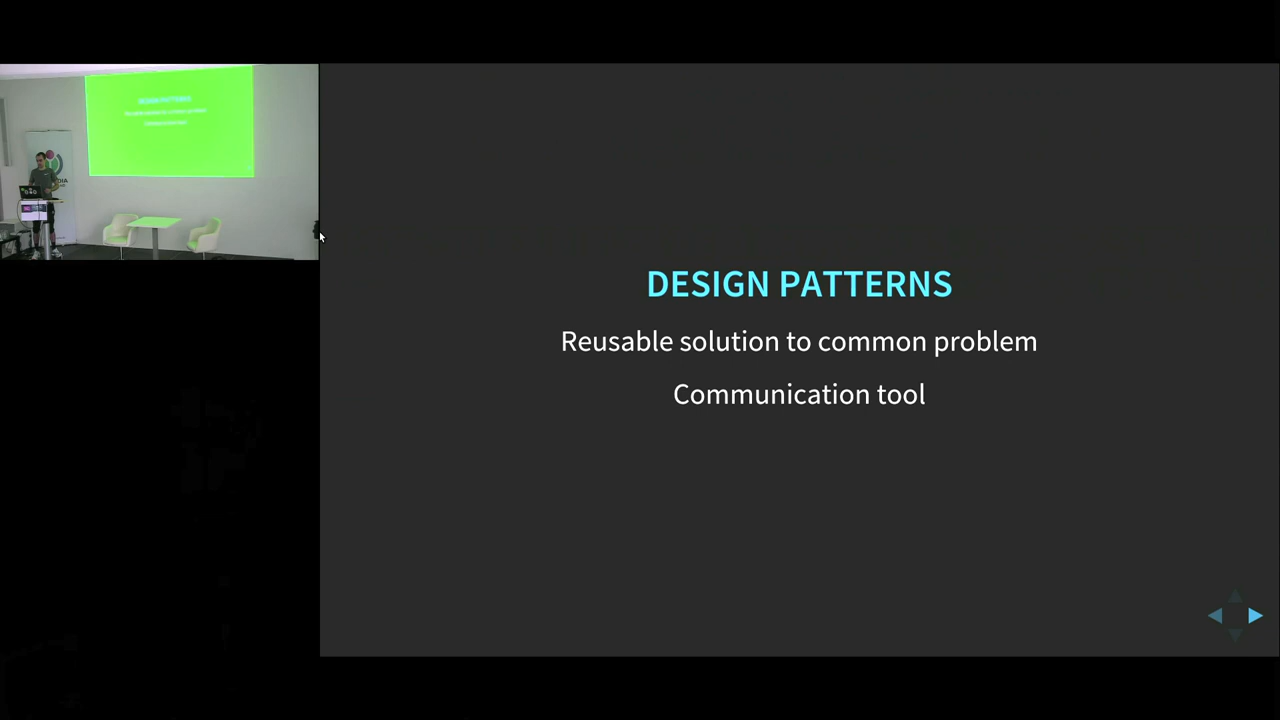 DESIGN PATTERNS
Reusable solution to common problem
Communication tool